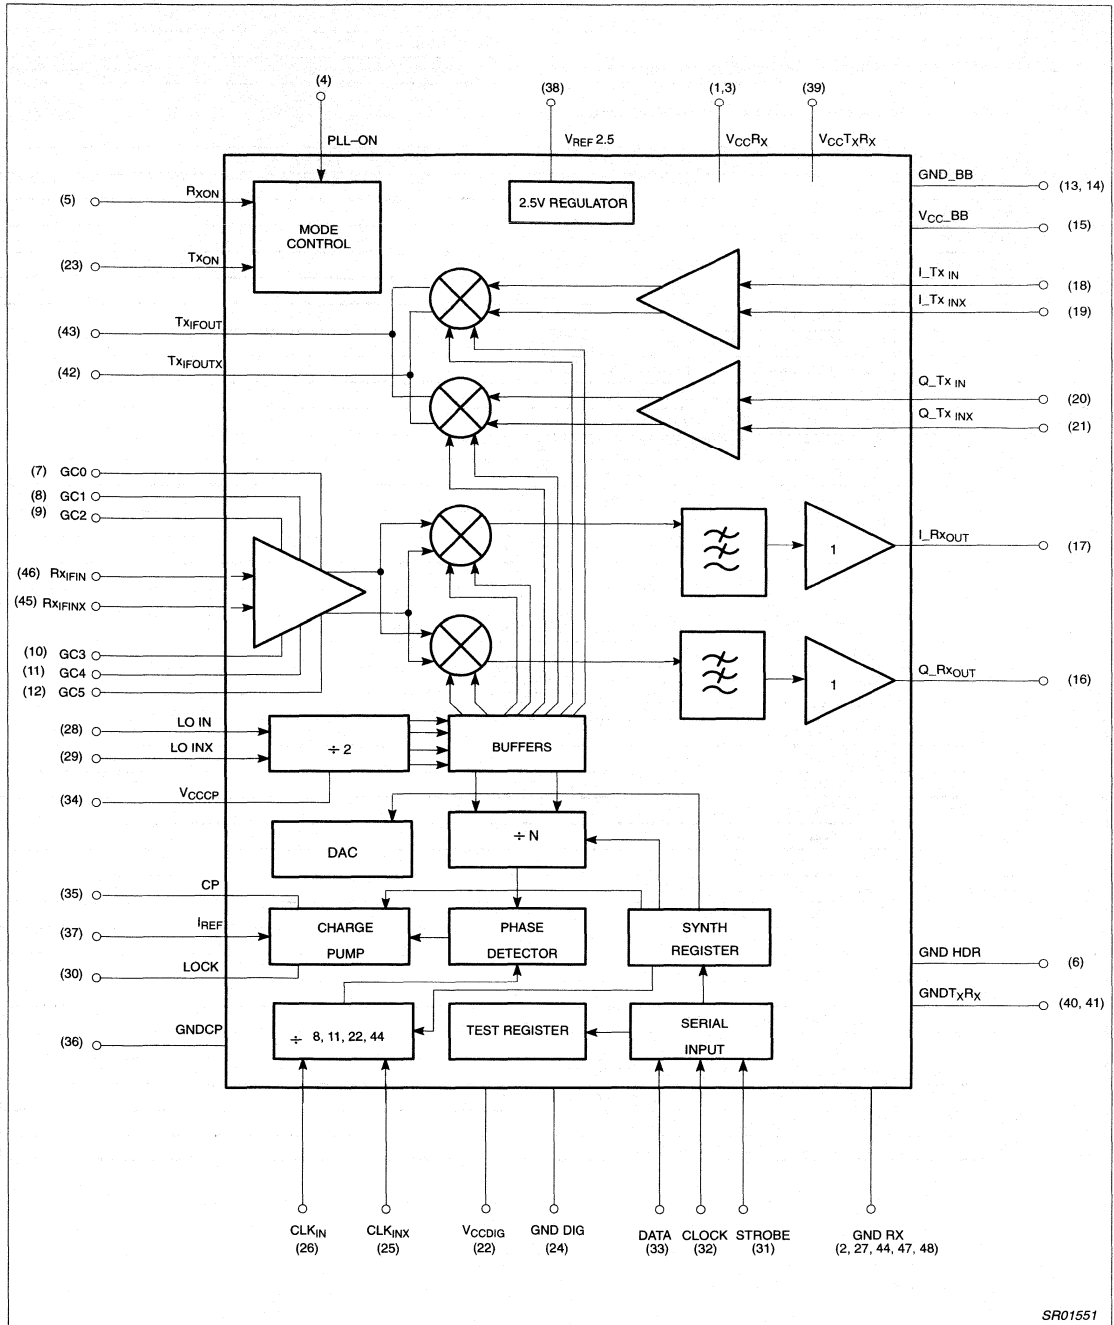 (4)
(38)
(1,3)
(39)
PLL–ON
VREF 2.5
VCCRX
VCCTXRX
GND_BB
(13, 14)
(5)
RXON
2.5V REGULATOR
MODE
CONTROL
VCC_BB
(15)
(23)
TXON
I_Tx IN
(18)
I_Tx INX
(19)
(43)
TxIFOUT
(42)
TxIFOUTX
Q_Tx IN
(20)
Q_Tx INX
(21)
(7) GC0
(8) GC1
(9) GC2
I_RxOUT
(17)
1
(46) RxIFIN
(45) RxIFINX
(10) GC3
(11) GC4
(12) GC5
Q_RxOUT
(16)
1
(28)
LO IN
(29)
LO INX
÷ 2
BUFFERS
(34)
VCCCP
÷ N
DAC
(35)
CP
(37)
IREF
CHARGE
PUMP
PHASE
DETECTOR
SYNTH
REGISTER
(30)
LOCK
GND HDR
(6)
GNDTXRX
(40, 41)
(36)
GNDCP
÷ 8, 11, 22, 44
TEST REGISTER
SERIAL
INPUT
CLKIN
(26)
CLKINX
(25)
VCCDIG
(22)
GND DIG
(24)
DATA
(33)
CLOCK
(32)
STROBE
(31)
GND RX
(2, 27, 44, 47, 48)
SR01551